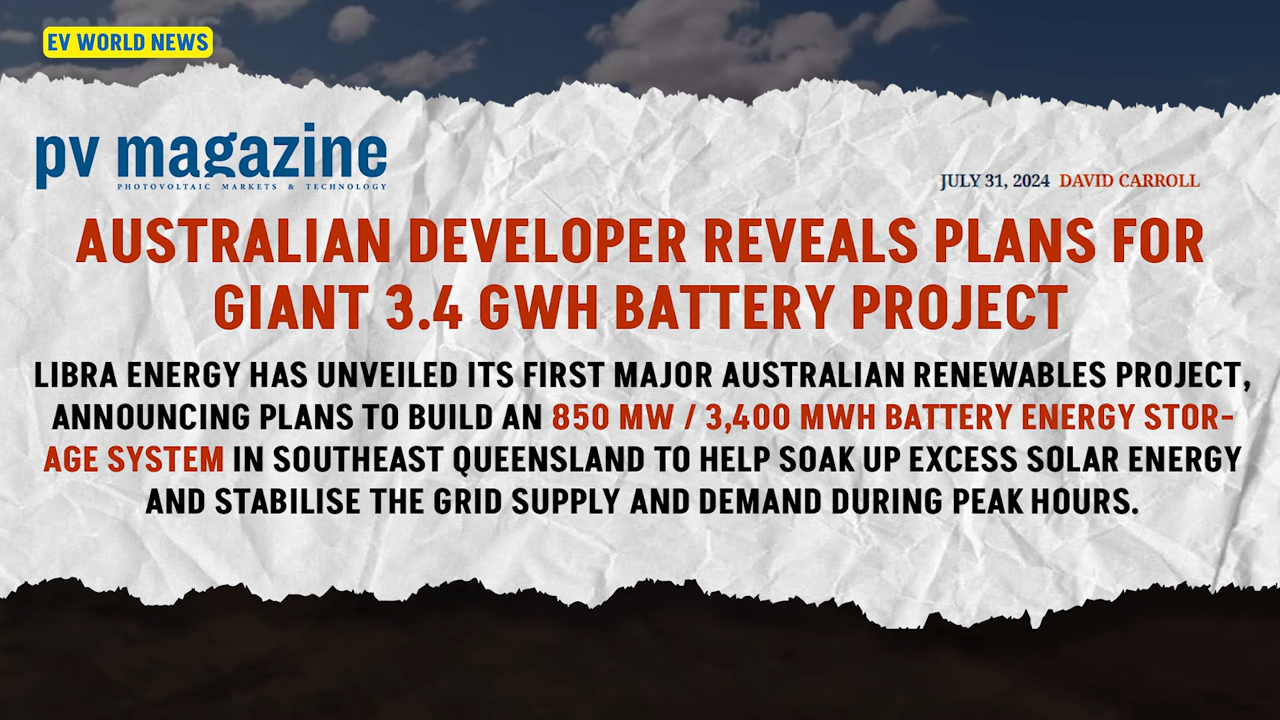 EV WORLD NEWS
pv magazine
PHOTOVOLTAIC MARKETS & TECHNOLOGY
JULY 31, 2024 DAVID CARROLL
AUSTRALIAN DEVELOPER REVEALS PLANS FOR
GIANT 3.4 GWH BATTERY PROJECT
LIBRA ENERGY HAS UNVEILED ITS FIRST MAJOR AUSTRALIAN RENEWABLES PROJECT,
ANNOUNCING PLANS TO BUILD AN 850 MW / 3,400 MWH BATTERY ENERGY STOR-
AGE SYSTEM IN SOUTHEAST QUEENSLAND TO HELP SOAK UP EXCESS SOLAR ENERGY
AND STABILISE THE GRID SUPPLY AND DEMAND DURING PEAK HOURS.